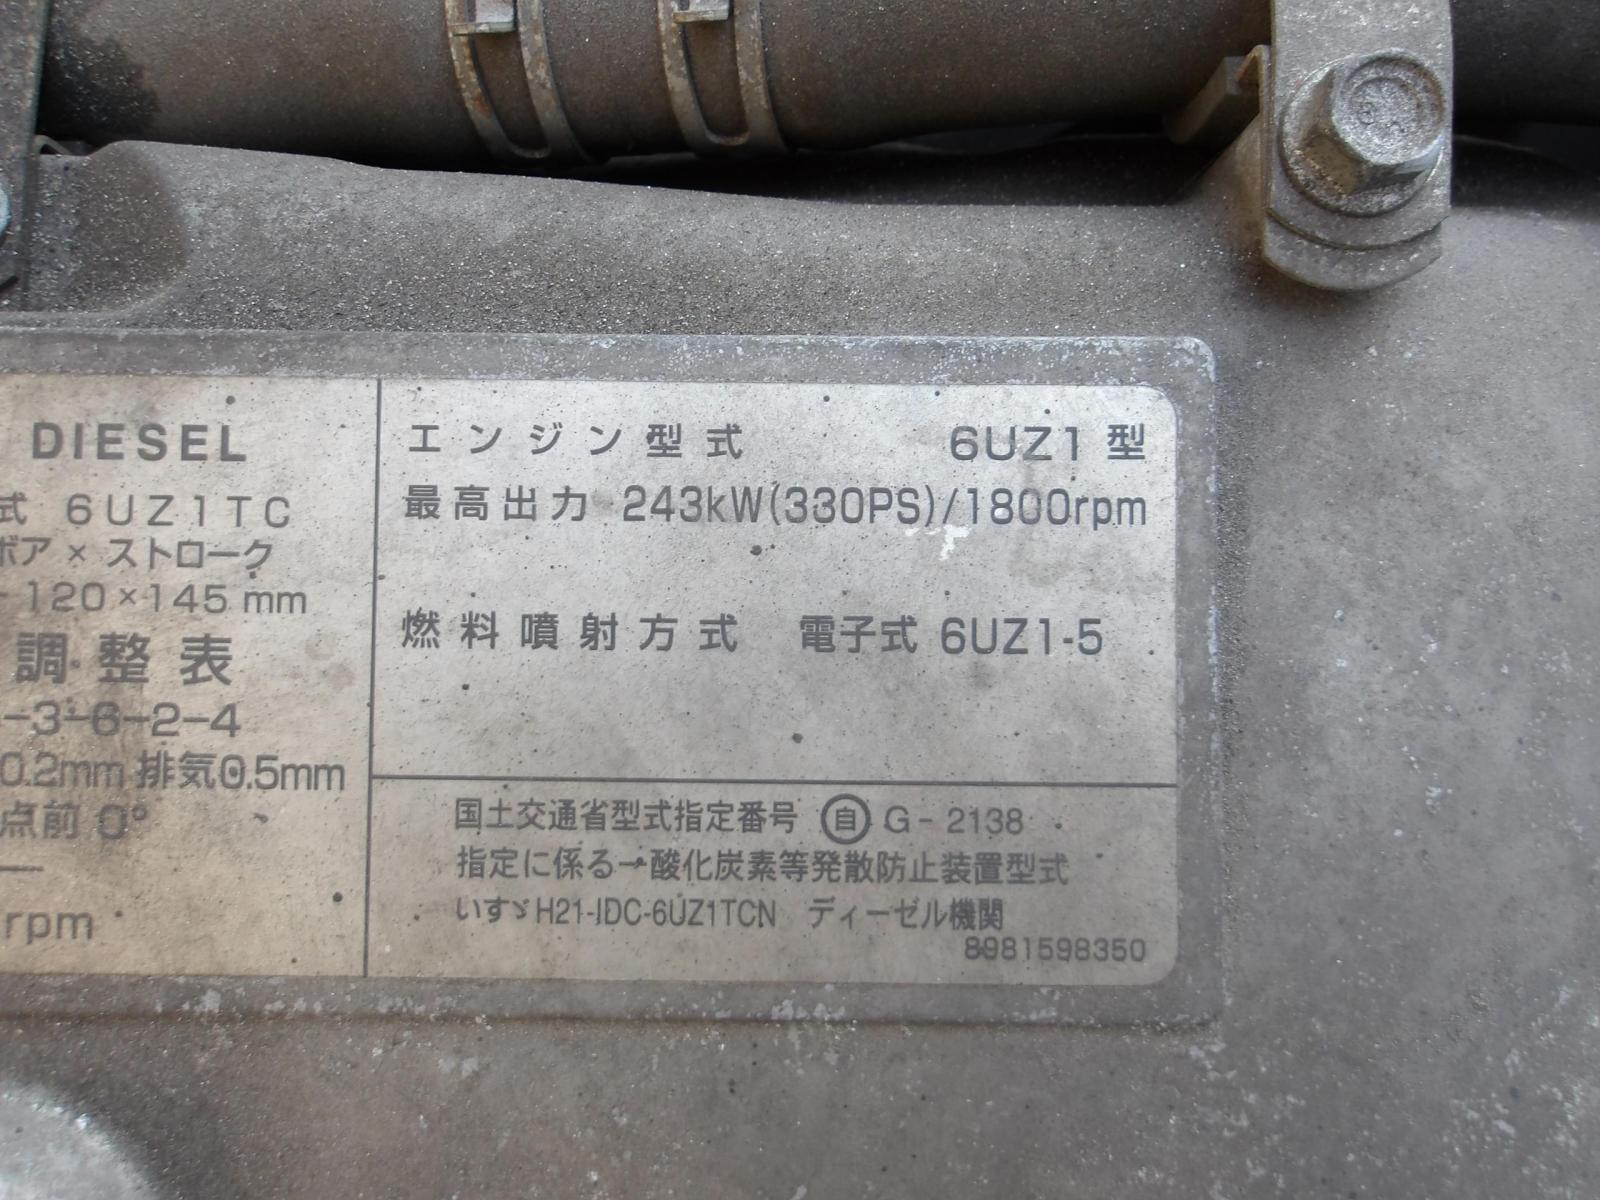 DIESEL
式 6UZ1TC
ボア × ストローク
120×145 mm
調整表
-3-6-2-4
0.2mm 排気0.5mm
点前 0°
rpm
エンジン型式 6UZ1型
最高出力 243kW(330PS)/1800rpm
燃料噴射方式 電子式 6UZ1-5
国土交通省型式指定番号 自 G-2138
指定に係る一酸化炭素等発散防止装置型式
いすゞH21-IDC-6UZ1TCN ディーゼル機関
8981598350